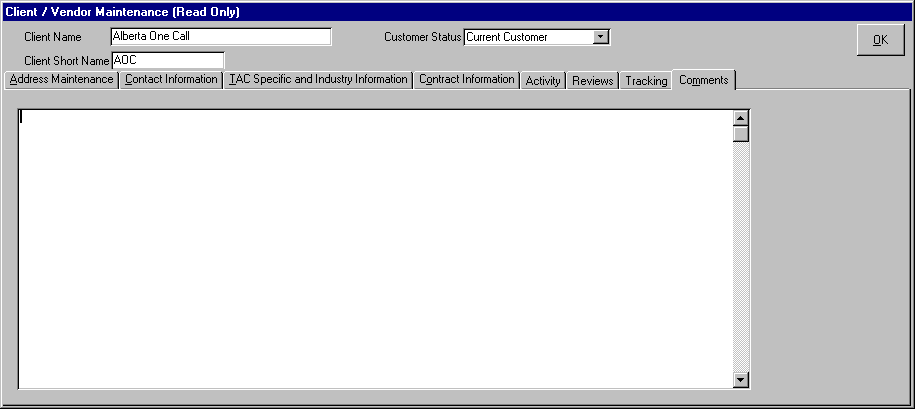 Client / Vendor Maintenance (Read Only)
Client Name Alberta One Call Customer Status Current Customer OK
Client Short Name AOC
Address Maintenance Contact Information TAC Specific and Industry Information Contract Information Activity Reviews Tracking Comments